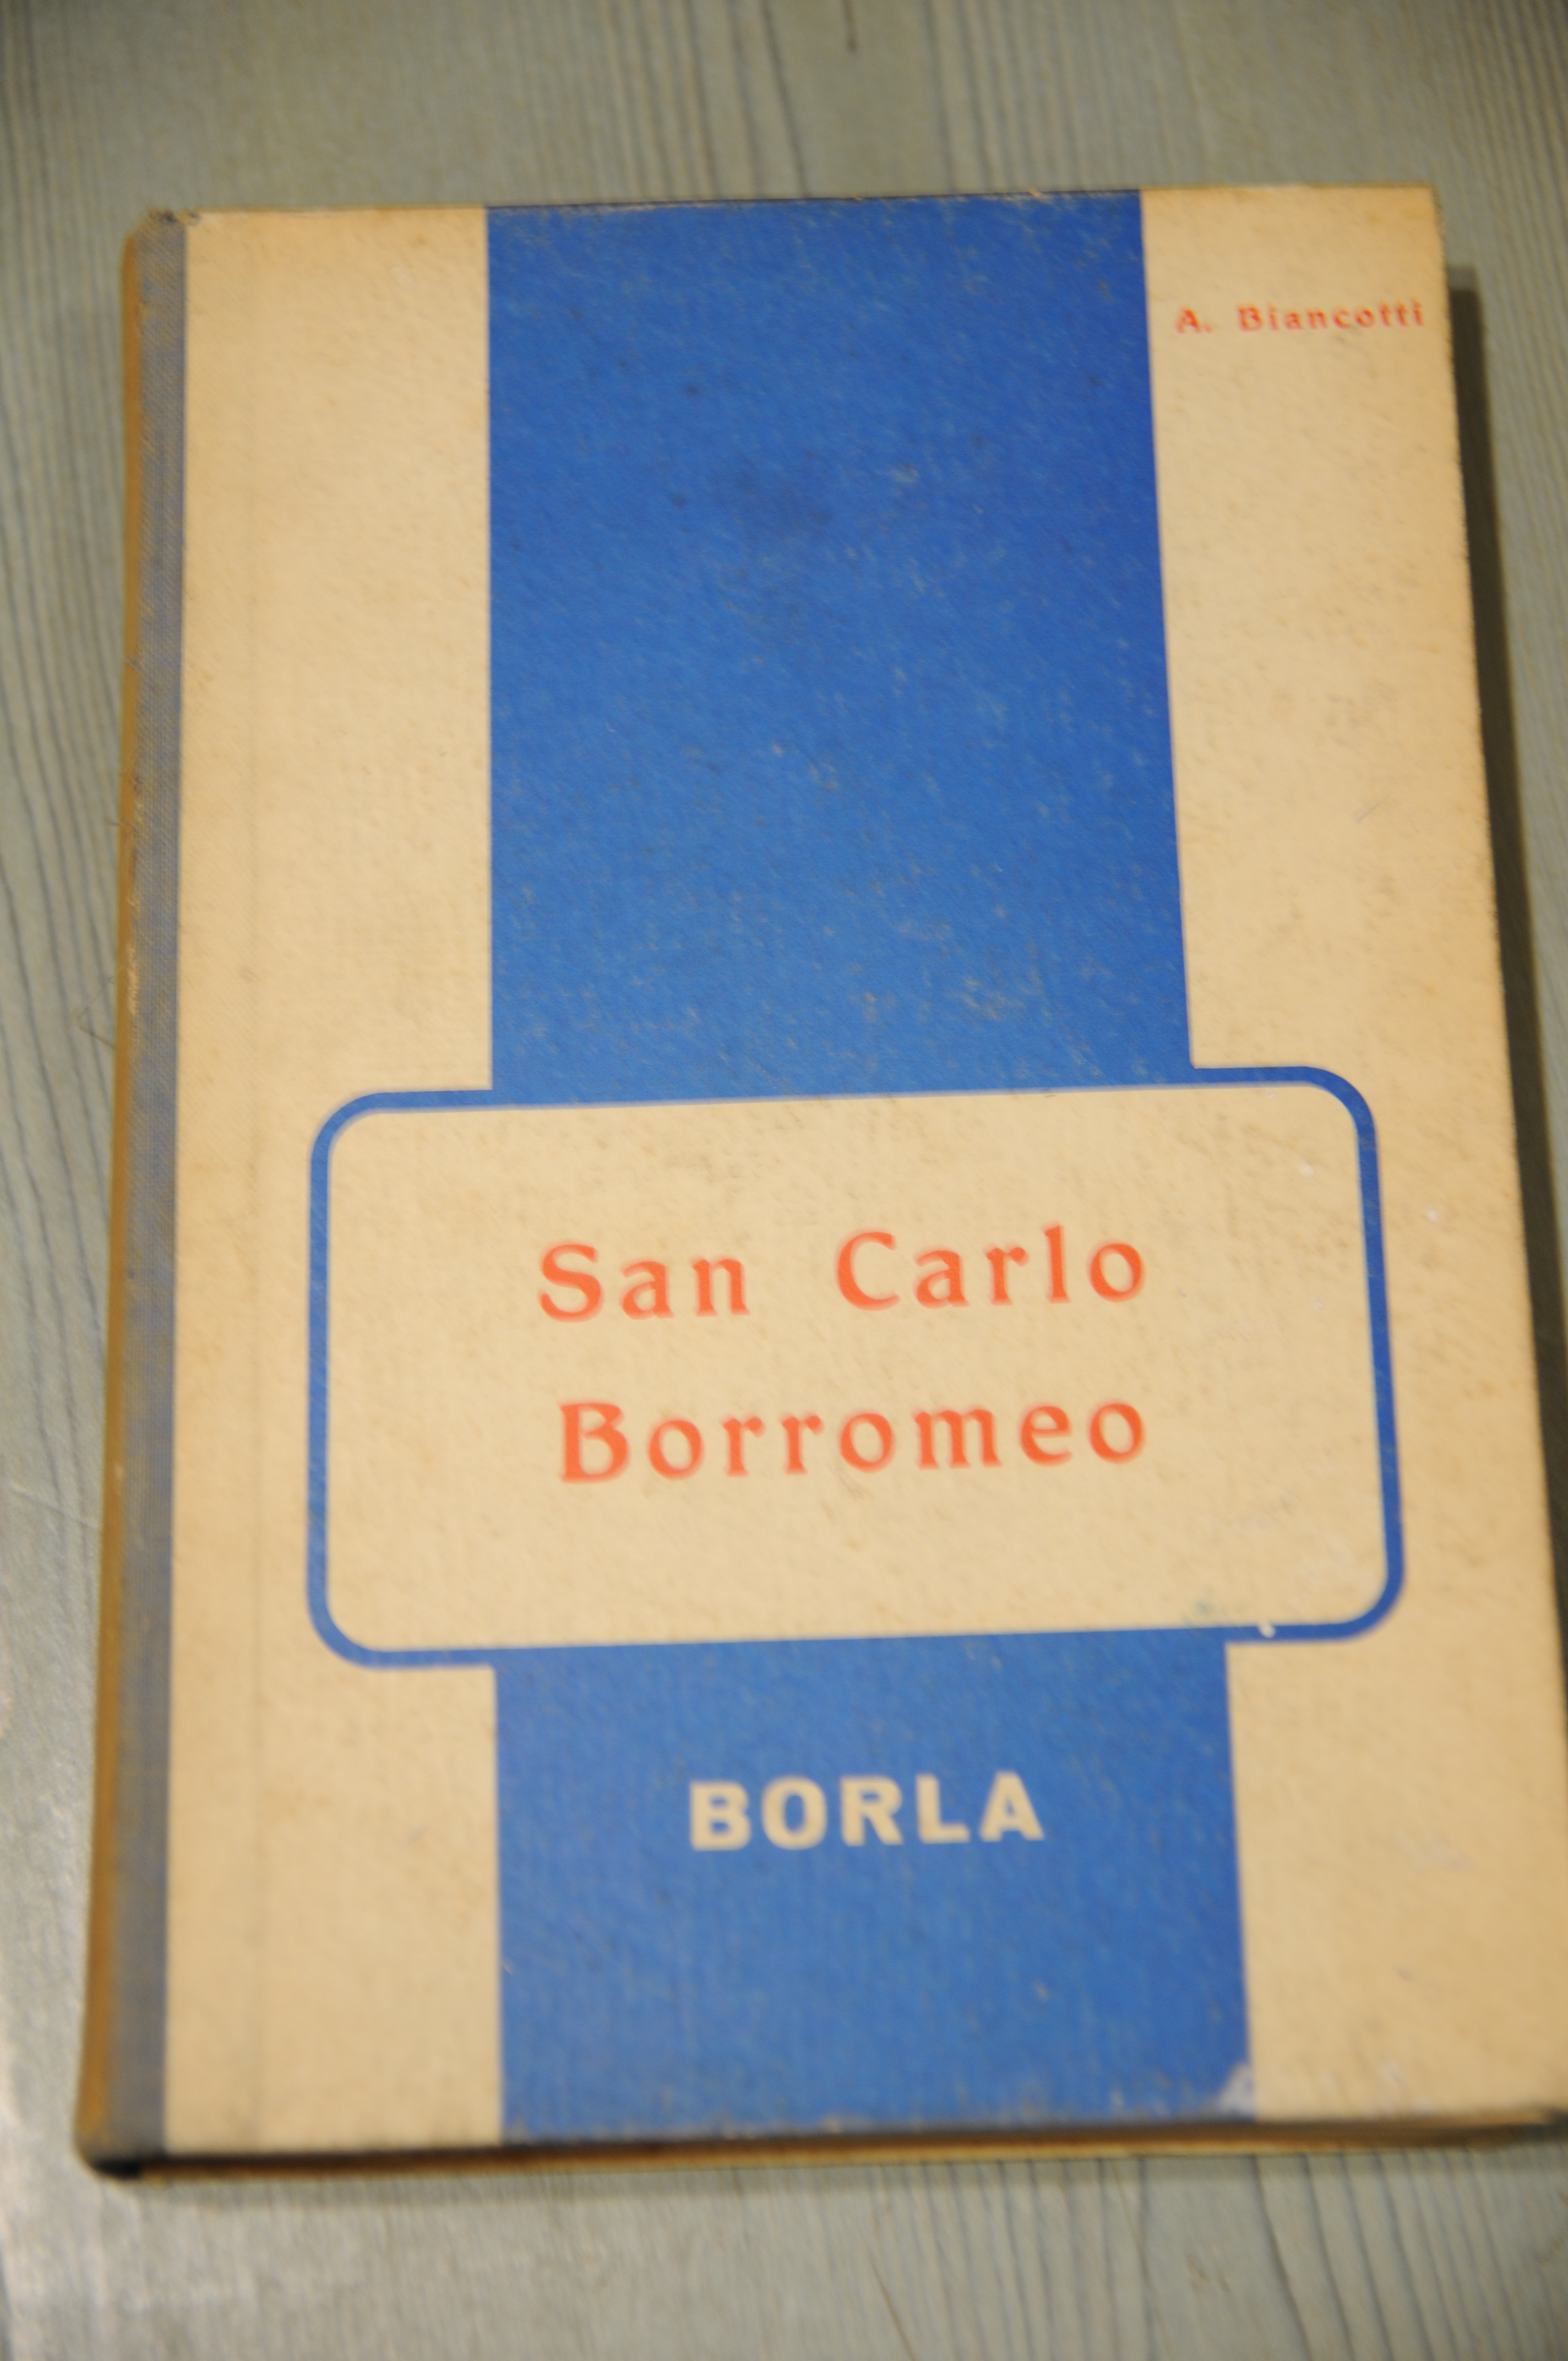 A. Biancotti
San Carlo
Borromeo
BORLA